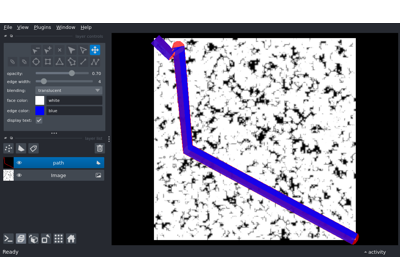 File View Plugins Window Help
opacity: 0.70
edge width: 4
blending: translucent
face color: white
edge color: blue
display text:
path
Image
Ready
activity